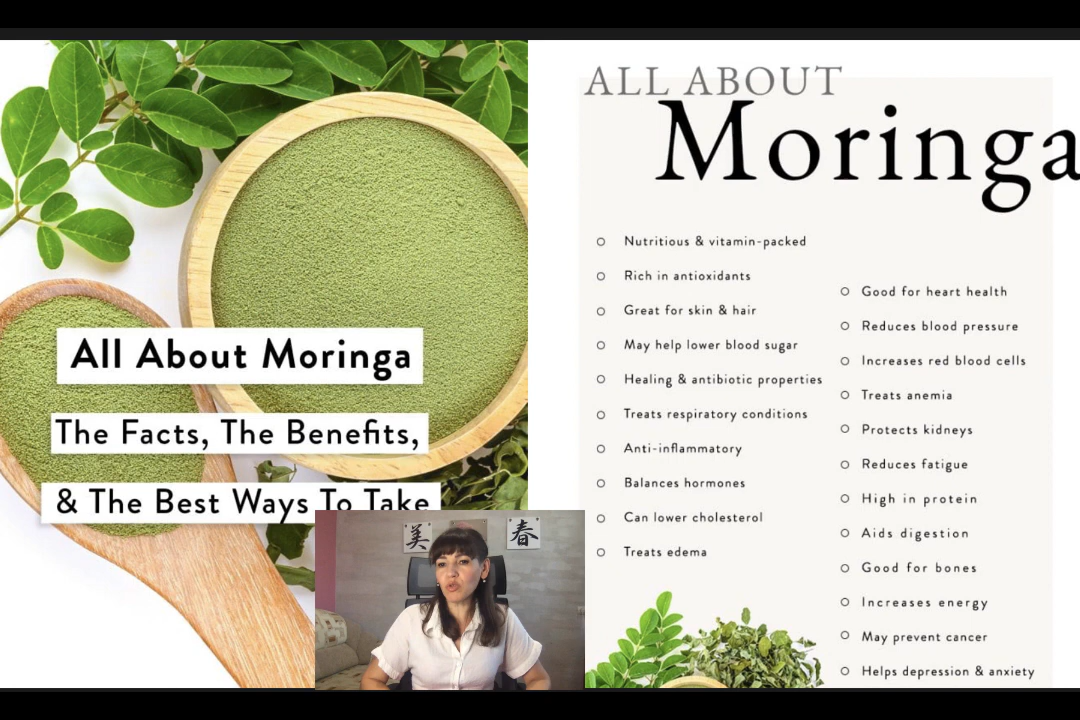 All About Moringa
The Facts, The Benefits,
& The Best Ways To Take
美
春
ALL ABOUT
Moringa
Nutritious & vitamin-packed
Rich in antioxidants
Great for skin & hair
May help lower blood sugar
Healing & antibiotic properties
Treats respiratory conditions
Anti-inflammatory
Balances hormones
Can lower cholesterol
Treats edema
Good for heart health
Reduces blood pressure
Increases red blood cells
Treats anemia
Protects kidneys
Reduces fatigue
High in protein
Aids digestion
Good for bones
Increases energy
May prevent cancer
Helps depression & anxiety